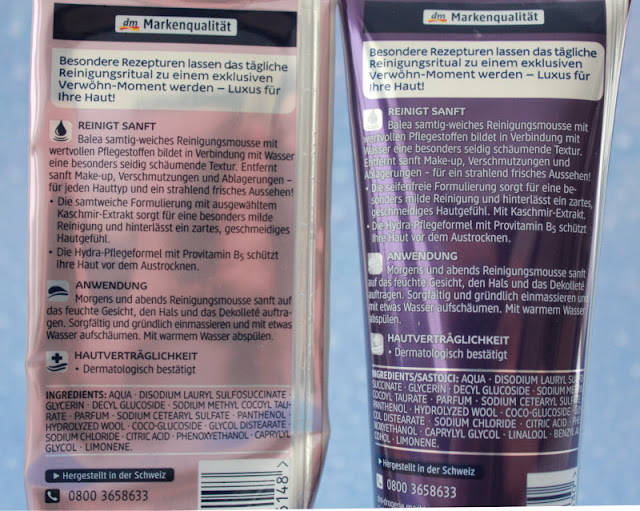 dm Markenqualität
Besondere Rezepturen lassen das tägliche
Reinigungsritual zu einem exklusiven
Verwöhn-Moment werden – Luxus für
Ihre Haut!
REINIGT SANFT
Balea samtig-weiches Reinigungsmousse mit
wertvollen Pflegestoffen bildet in Verbindung mit Wasser
eine besonders seidig schäumende Textur. Entfernt
sanft Make-up, Verschmutzungen und Ablagerungen –
für jeden Hauttyp und ein strahlend frisches Aussehen!
• Die samtweiche Formulierung mit ausgewähltem
Kaschmir-Extrakt sorgt für eine besonders milde
Reinigung und hinterlässt ein zartes, geschmeidiges
Hautgefühl.
• Die Hydra-Pflegeformel mit Provitamin B5 schützt
Ihre Haut vor dem Austrocknen.
ANWENDUNG
Morgens und abends Reinigungsmousse sanft auf
das feuchte Gesicht, den Hals und das Dekolleté auftra-
gen. Sorgfältig und gründlich einmassieren und mit etwas
Wasser aufschäumen. Mit warmem Wasser abspülen.
HAUTVERTRÄGLICHKEIT
• Dermatologisch bestätigt
INGREDIENTS: AQUA · DISODIUM LAURYL SULFOSUCCINATE ·
GLYCERIN · DECYL GLUCOSIDE · SODIUM METHYL COCOYL TAU-
RATE · PARFUM · SODIUM CETEARYL SULFATE · PANTHENOL ·
HYDROLYZED WOOL · COCO-GLUCOSIDE · GLYCOL DISTEARATE ·
SODIUM CHLORIDE · CITRIC ACID · PHENOXYETHANOL · CAPRYLYL
GLYCOL · LIMONENE.
Hergestellt in der Schweiz
0800 3658633
6148
dm Markenqualität
Besondere Rezepturen lassen das tägliche
Reinigungsritual zu einem exklusiven
Verwöhn-Moment werden – Luxus für
Ihre Haut!
REINIGT SANFT
Balea samtig-weiches Reinigungsmousse mit
wertvollen Pflegestoffen bildet in Verbindung mit
Wasser eine besonders seidig schäumende Textur.
Entfernt sanft Make-up, Verschmutzungen und
Ablagerungen – für ein strahlend frisches Aussehen!
• Die seifenfreie Formulierung sorgt für eine be-
sonders milde Reinigung und hinterlässt ein zartes,
geschmeidiges Hautgefühl. Mit Kaschmir-Extrakt.
• Die Hydra-Pflegeformel mit Provitamin B5 schützt
Ihre Haut vor dem Austrocknen.
ANWENDUNG
Morgens und abends Reinigungsmousse sanft
auf das feuchte Gesicht, den Hals und das Dekolleté
auftragen. Sorgfältig und gründlich einmassieren und
mit etwas Wasser aufschäumen. Mit warmem Wasser
abspülen.
HAUTVERTRÄGLICHKEIT
• Dermatologisch bestätigt
INGREDIENTS/SASTOJCI: AQUA · DISODIUM LAURYL SULFO-
SUCCINATE · GLYCERIN · DECYL GLUCOSIDE · SODIUM METHYL
COCOYL TAURATE · PARFUM · SODIUM CETEARYL SULFATE ·
PANTHENOL · HYDROLYZED WOOL · COCO-GLUCOSIDE · GLY-
COL DISTEARATE · SODIUM CHLORIDE · CITRIC ACID ·
NOXYETHANOL · CAPRYLYL GLYCOL · LINALOOL · BENZYL
COHOL · LIMONENE.
Hergestellt in der Schweiz
0800 3658633